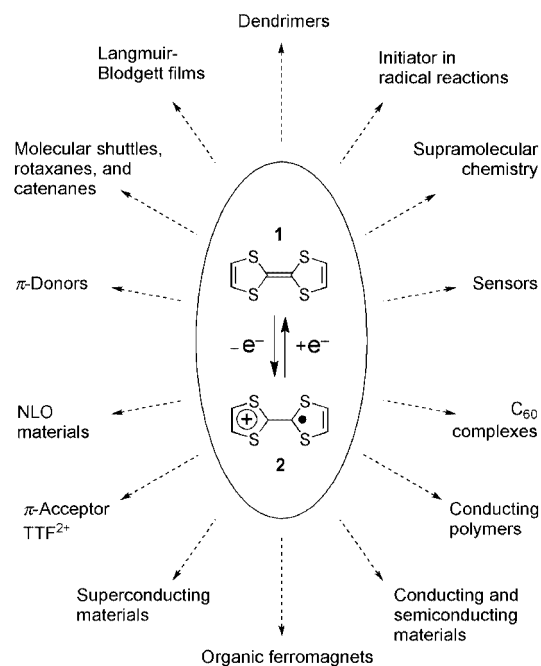 Dendrimers
Langmuir-
Blodgett films
Initiator in
radical reactions
Molecular shuttles,
rotaxanes, and
catenanes
Supramolecular
chemistry
1
S
S
S
S
π-Donors
Sensors
– e⁻
+e⁻
NLO
materials
C₆₀
complexes
S
S
S
S
+
2
π-Acceptor
TTF²⁺
Conducting
polymers
Superconducting
materials
Conducting and
semiconducting
materials
Organic ferromagnets